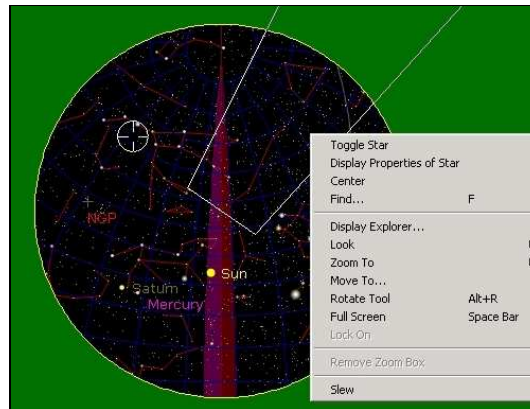 Toggle Star
Display Properties of Star
Center
Find... F
NGP
Display Explorer...
Look
Sun
Zoom To
Saturn
Move To...
Mercury
Rotate Tool Alt+R
Full Screen Space Bar
Lock On
Remove Zoom Box
Slew